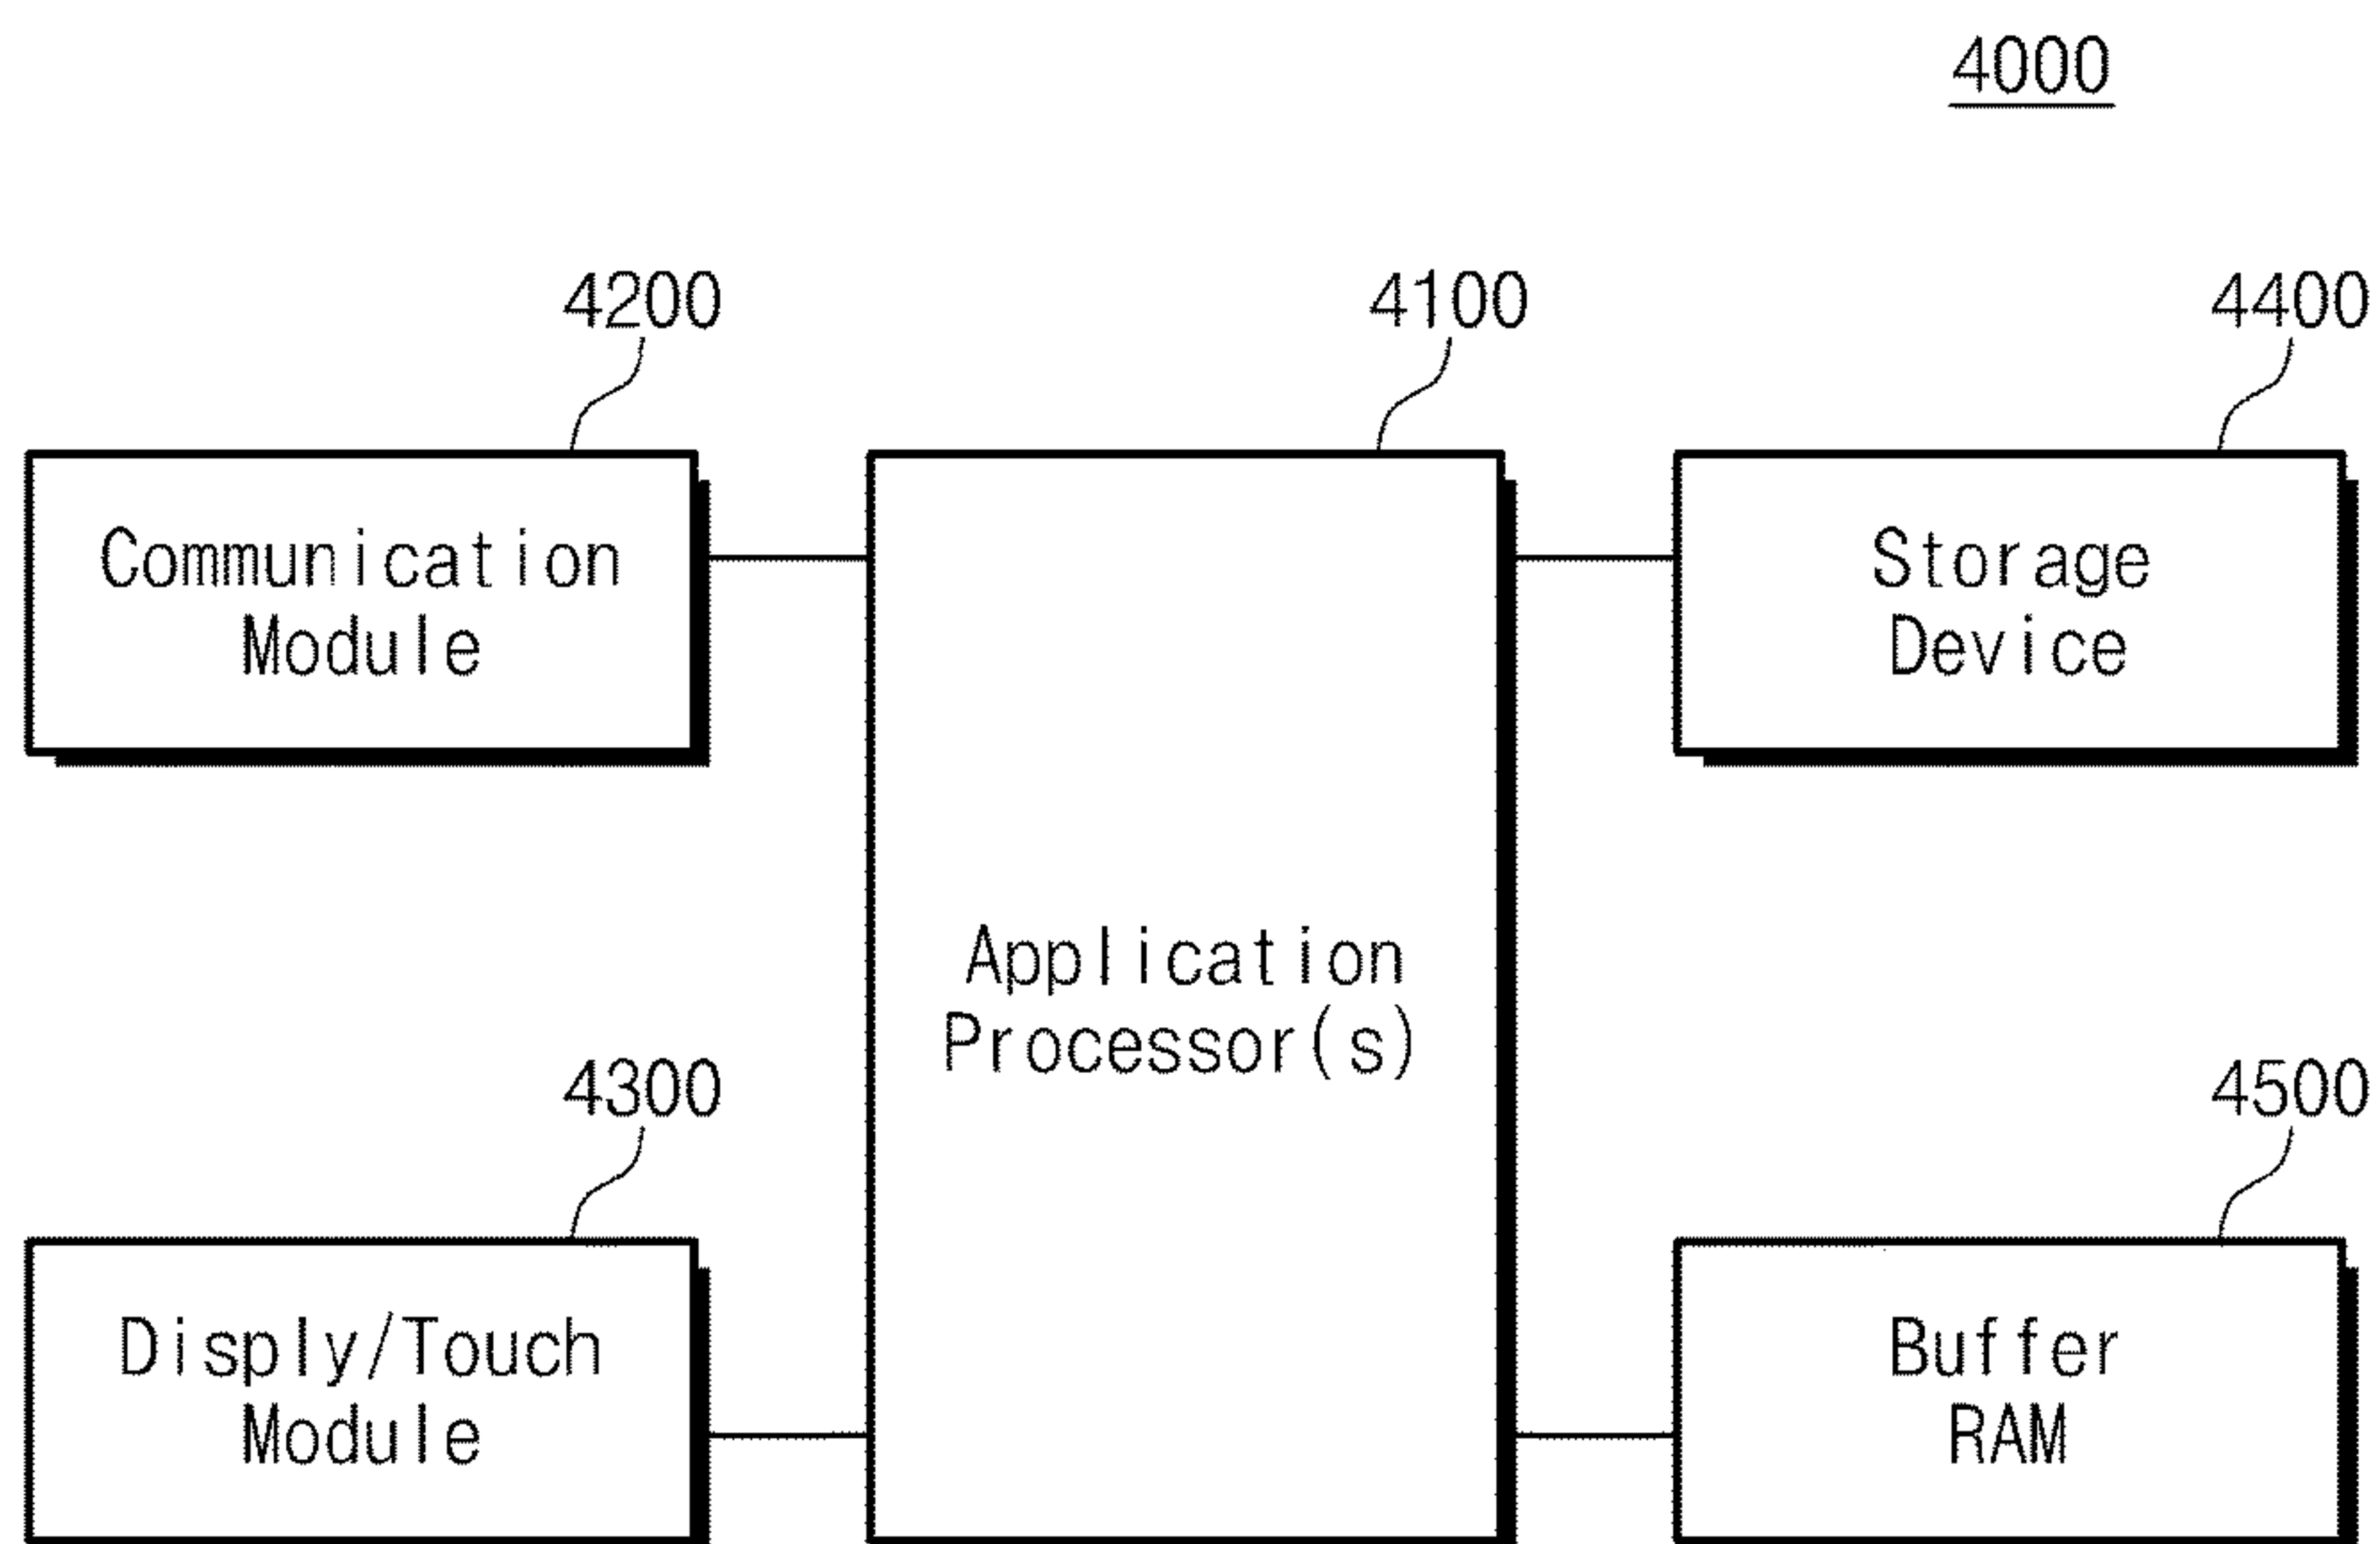 4000
4200
4100
4400
Communication
Module
Storage
Device
Application
Processor(s)
4300
4500
Disply/Touch
Module
Buffer
RAM